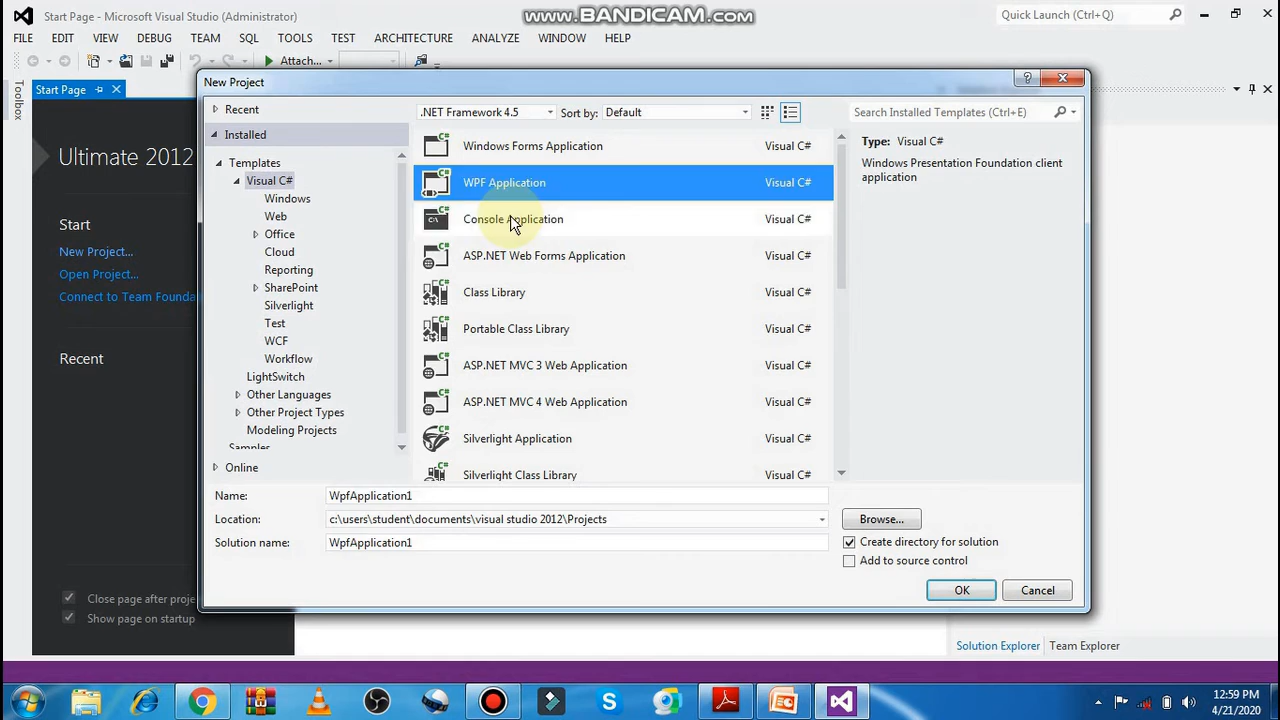 Start Page - Microsoft Visual Studio (Administrator)
www.BANDICAM.com
Quick Launch (Ctrl+Q)
FILE EDIT VIEW DEBUG TEAM SQL TOOLS TEST ARCHITECTURE ANALYZE WINDOW HELP
Attach...
Toolbox
Start Page
Ultimate 2012
Start
New Project...
Open Project...
Connect to Team Founda
Recent
Close page after proje
Show page on startup
New Project
Recent
Installed
Templates
Visual C#
Windows
Web
Office
Cloud
Reporting
SharePoint
Silverlight
Test
WCF
Workflow
LightSwitch
Other Languages
Other Project Types
Modeling Projects
Samples
Online
.NET Framework 4.5 Sort by: Default
Search Installed Templates (Ctrl+E)
Windows Forms Application Visual C#
WPF Application Visual C#
Console Application Visual C#
ASP.NET Web Forms Application Visual C#
Class Library Visual C#
Portable Class Library Visual C#
ASP.NET MVC 3 Web Application Visual C#
ASP.NET MVC 4 Web Application Visual C#
Silverlight Application Visual C#
Silverlight Class Library Visual C#
Type: Visual C#
Windows Presentation Foundation client
application
Name: WpfApplication1
Location: c:\users\student\documents\visual studio 2012\Projects
Browse...
Solution name: WpfApplication1
Create directory for solution
Add to source control
OK Cancel
Solution Explorer Team Explorer
12:59 PM
4/21/2020